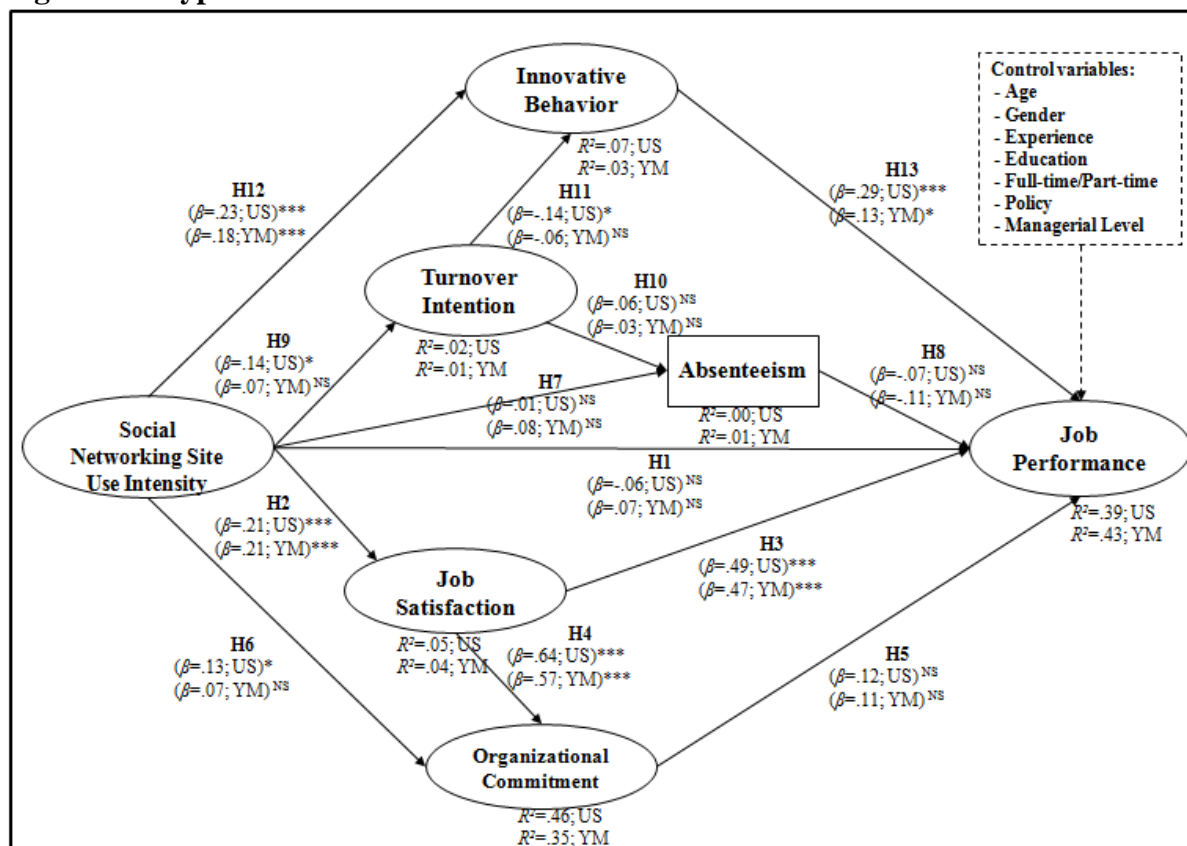 Innovative
Behavior
R²=.07; US
R²=.03; YM
Control variables:
- Age
- Gender
- Experience
- Education
- Full-time/Part-time
- Policy
- Managerial Level
H12
(β=.23; US)***
(β=.18;YM)***
H11
(β=-.14; US)*
(β=-.06; YM)NS
H13
(β=.29; US)***
(β=.13; YM)*
Turnover
Intention
R²=.02; US
R²=.01; YM
H10
(β=.06; US)NS
(β=.03; YM)NS
H9
(β=.14; US)*
(β=.07; YM)NS
H7
(β=.01; US)NS
(β=.08; YM)NS
Absenteeism
R²=.00; US
R²=.01; YM
H8
(β=-.07; US)NS
(β=-.11; YM)NS
Social
Networking Site
Use Intensity
H1
(β=-.06; US)NS
(β=.07; YM)NS
Job
Performance
R²=.39; US
R²=.43; YM
H2
(β=.21; US)***
(β=.21; YM)***
H3
(β=.49; US)***
(β=.47; YM)***
Job
Satisfaction
R²=.05; US
R²=.04; YM
H4
(β=.64; US)***
(β=.57; YM)***
H6
(β=.13; US)*
(β=.07; YM)NS
H5
(β=.12; US)NS
(β=.11; YM)NS
Organizational
Commitment
R²=.46; US
R²=.35; YM